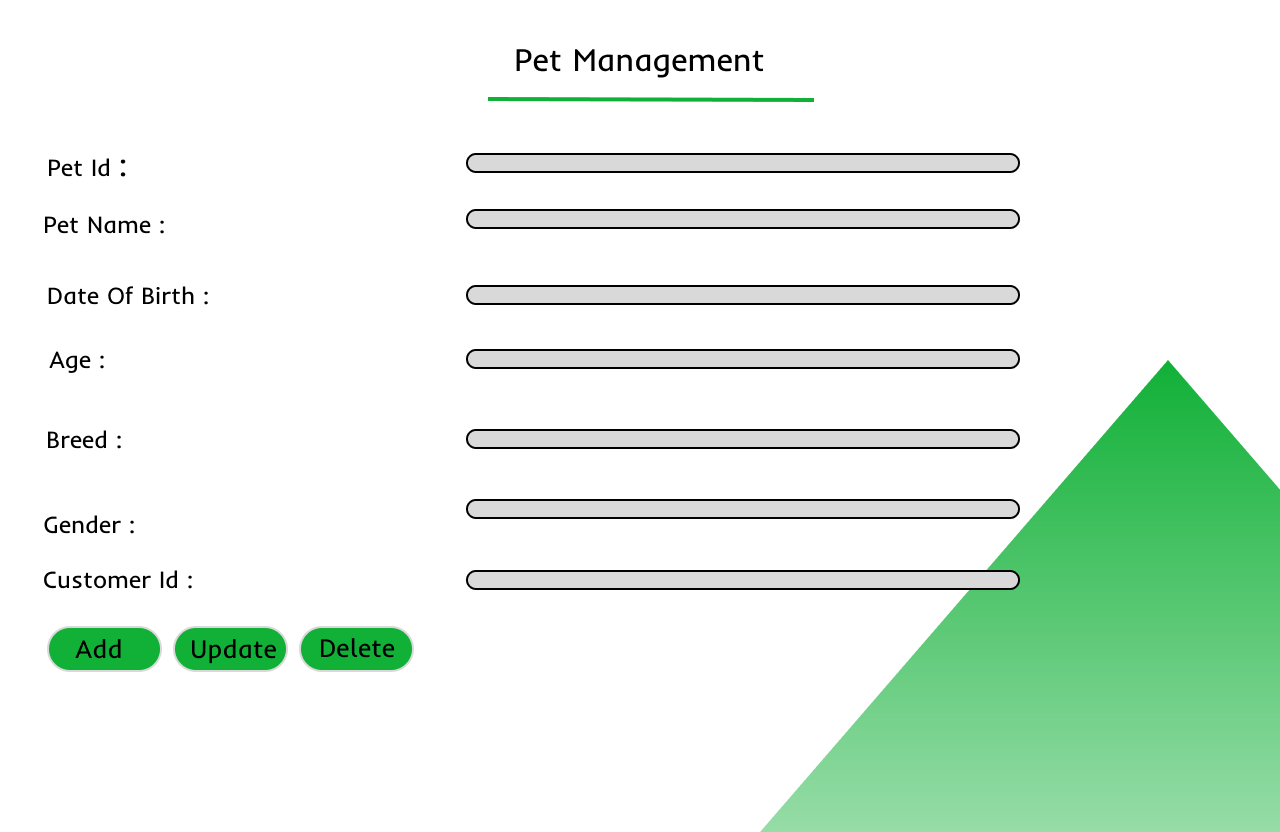 Pet Management
Pet Id :
Pet Name :
Date Of Birth :
Age :
Breed :
Gender :
Customer Id :
Add Update Delete